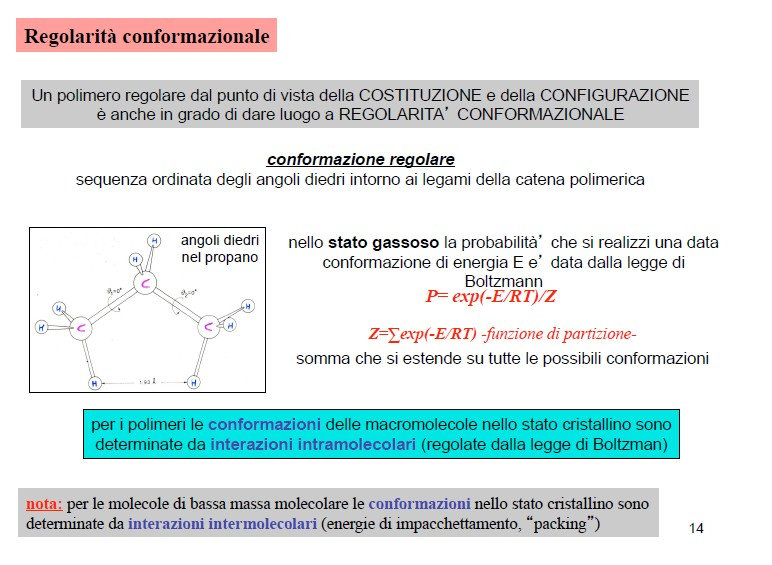 Regolarità conformazionale
Un polimero regolare dal punto di vista della COSTITUZIONE e della CONFIGURAZIONE
è anche in grado di dare luogo a REGOLARITA’ CONFORMAZIONALE
conformazione regolare
sequenza ordinata degli angoli diedri intorno ai legami della catena polimerica
angoli diedri
nel propano
H
H
C
θ₁=0°
θ₂=0°
H
H
H
C
C
H
H
H
1.93 Å
nello stato gassoso la probabilità’ che si realizzi una data
conformazione di energia E e’ data dalla legge di
Boltzmann
P= exp(-E/RT)/Z
Z=∑exp(-E/RT) -funzione di partizione-
somma che si estende su tutte le possibili conformazioni
per i polimeri le conformazioni delle macromolecole nello stato cristallino sono
determinate da interazioni intramolecolari (regolate dalla legge di Boltzman)
nota: per le molecole di bassa massa molecolare le conformazioni nello stato cristallino sono
determinate da interazioni intermolecolari (energie di impacchettamento, “packing”)
14